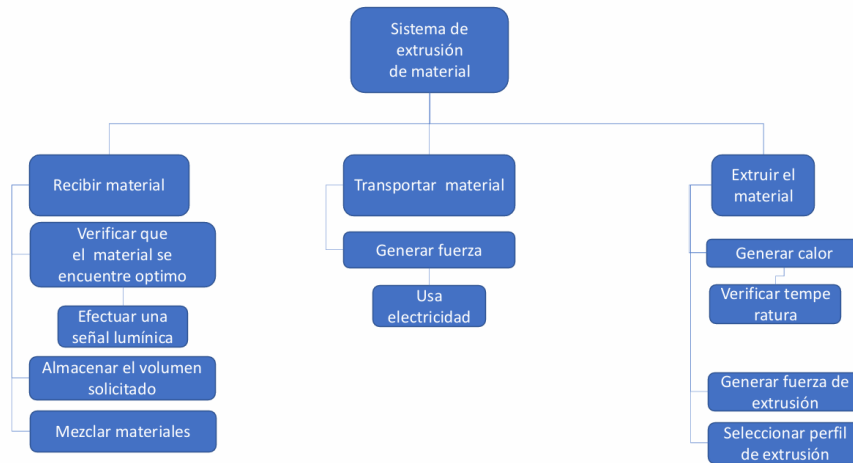 Sistema de
extrusión
de material
Recibir material
Transportar material
Extruir el
material
Verificar que
el material se
encuentre optimo
Generar fuerza
Generar calor
Efectuar una
señal lumínica
Usa
electricidad
Verificar tempe
ratura
Almacenar el volumen
solicitado
Generar fuerza de
extrusión
Mezclar materiales
Seleccionar perfil
de extrusión